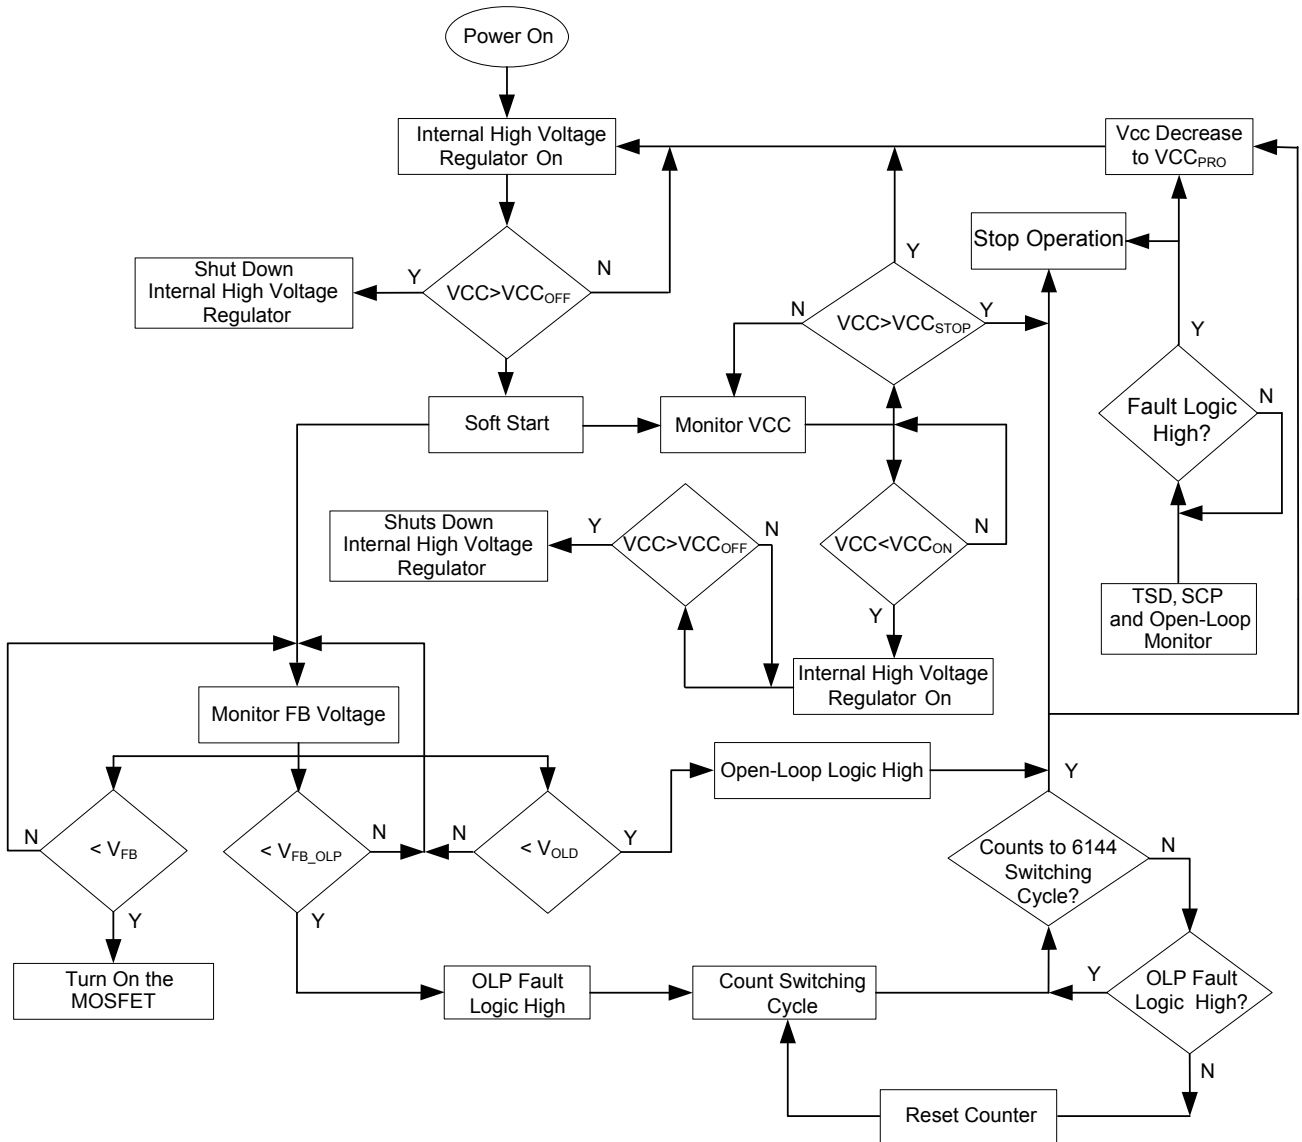 Power On
Internal High Voltage
Regulator On
Vcc Decrease
to VCCPRO
Stop Operation
Shut Down
Internal High Voltage
Regulator
Y
VCC>VCCOFF
N
Y
N
VCC>VCCSTOP
Y
Y
Fault Logic
High?
N
Soft Start
Monitor VCC
Shuts Down
Internal High Voltage
Regulator
Y
VCC>VCCOFF
N
VCC<VCCON
N
Y
TSD, SCP
and Open-Loop
Monitor
Internal High Voltage
Regulator On
Monitor FB Voltage
Open-Loop Logic High
Y
N
< VFB
Y
< VFB_OLP
N
Y
N
< VOLD
Y
Counts to 6144
Switching
Cycle?
N
Turn On the
MOSFET
OLP Fault
Logic High
Count Switching
Cycle
Y
OLP Fault
Logic High?
N
Reset Counter